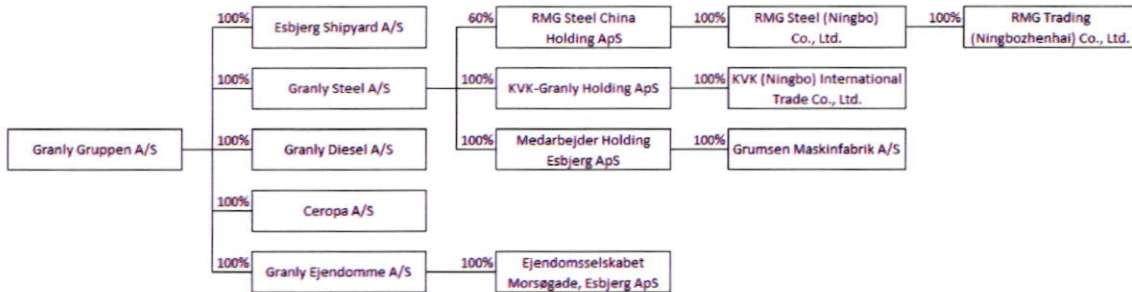 100%
Esbjerg Shipyard A/S
60%
RMG Steel China
Holding ApS
100%
RMG Steel (Ningbo)
Co., Ltd.
100%
RMG Trading
(Ningbozhenhai) Co., Ltd.
100%
Granly Steel A/S
100%
KVK-Granly Holding ApS
100%
KVK (Ningbo) International
Trade Co., Ltd.
Granly Gruppen A/S
100%
Granly Diesel A/S
100%
Medarbejder Holding
Esbjerg ApS
100%
Grumsen Maskinfabrik A/S
100%
Ceropa A/S
100%
Granly Ejendomme A/S
100%
Ejendomsselskabet
Morsøgade, Esbjerg ApS